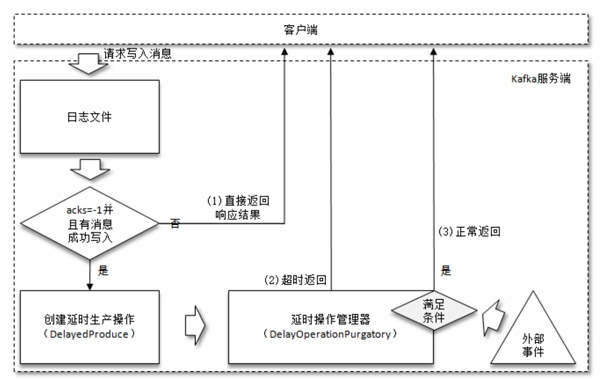 客户端
请求写入消息
Kafka服务端
日志文件
acks=-1并
且有消息
成功写入
否
(1)直接返回
响应结果
(3)正常返回
是
(2)超时返回
是
创建延时生产操作
(DelayedProduce)
延时操作管理器
(DelayOperationPurgatory)
满足
条件
外部
事件